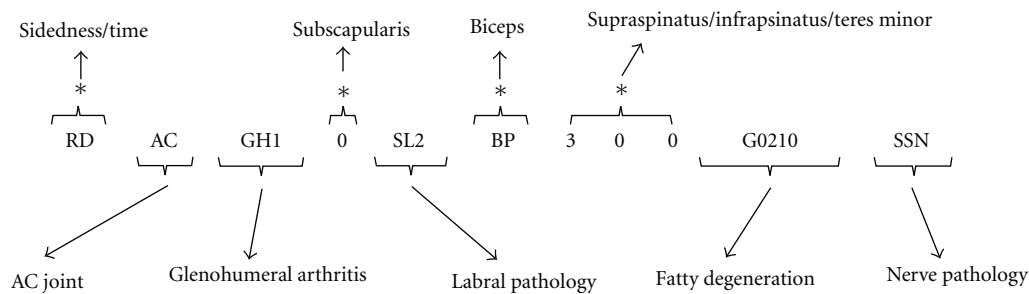 Sidedness/time Subscapularis Biceps Supraspinatus/infrapsinatus/teres minor
* * * *
RD AC GH1 0 SL2 BP 3 0 0 G0210 SSN
AC joint Glenohumeral arthritis Labral pathology Fatty degeneration Nerve pathology